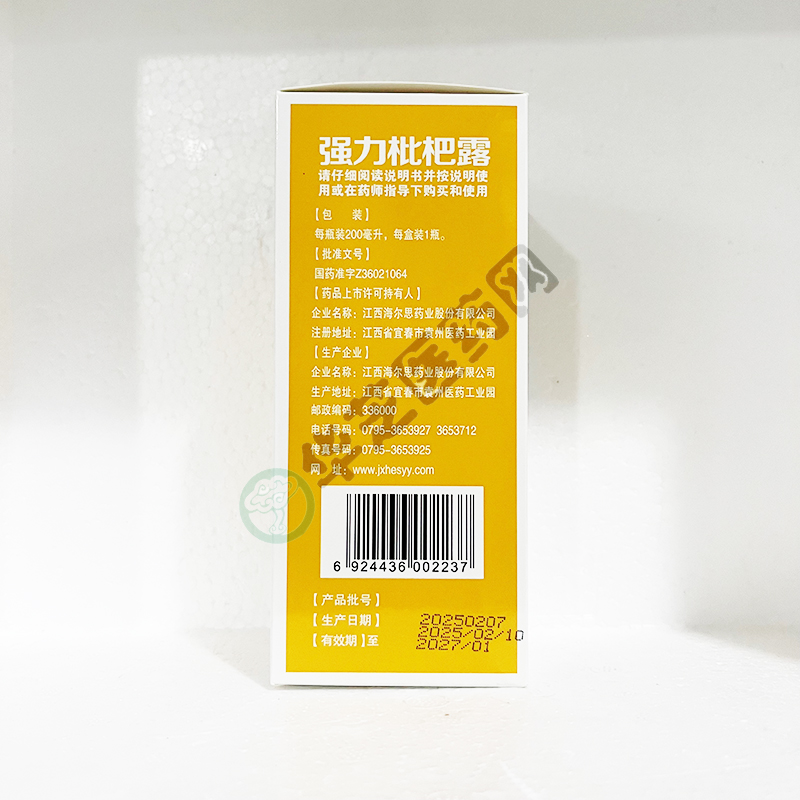 强力枇杷露
请仔细阅读说明书并按说明使
用或在药师指导下购买和使用
【包　装】
每瓶装200毫升，每盒装1瓶。
【批准文号】
国药准字Z36021064
【药品上市许可持有人】
企业名称：江西海尔思药业股份有限公司
注册地址：江西省宜春市袁州医药工业园
【生产企业】
企业名称：江西海尔思药业股份有限公司
生产地址：江西省宜春市袁州医药工业园
邮政编码：336000
电话号码：0795-3653927 3653712
传真号码：0795-3653925
网　址：www.jxhesyy.com
6 924436 002237
【产品批号】 20250207
【生产日期】 2025/02/10
【有效期】至 2027/01
华芝医药网